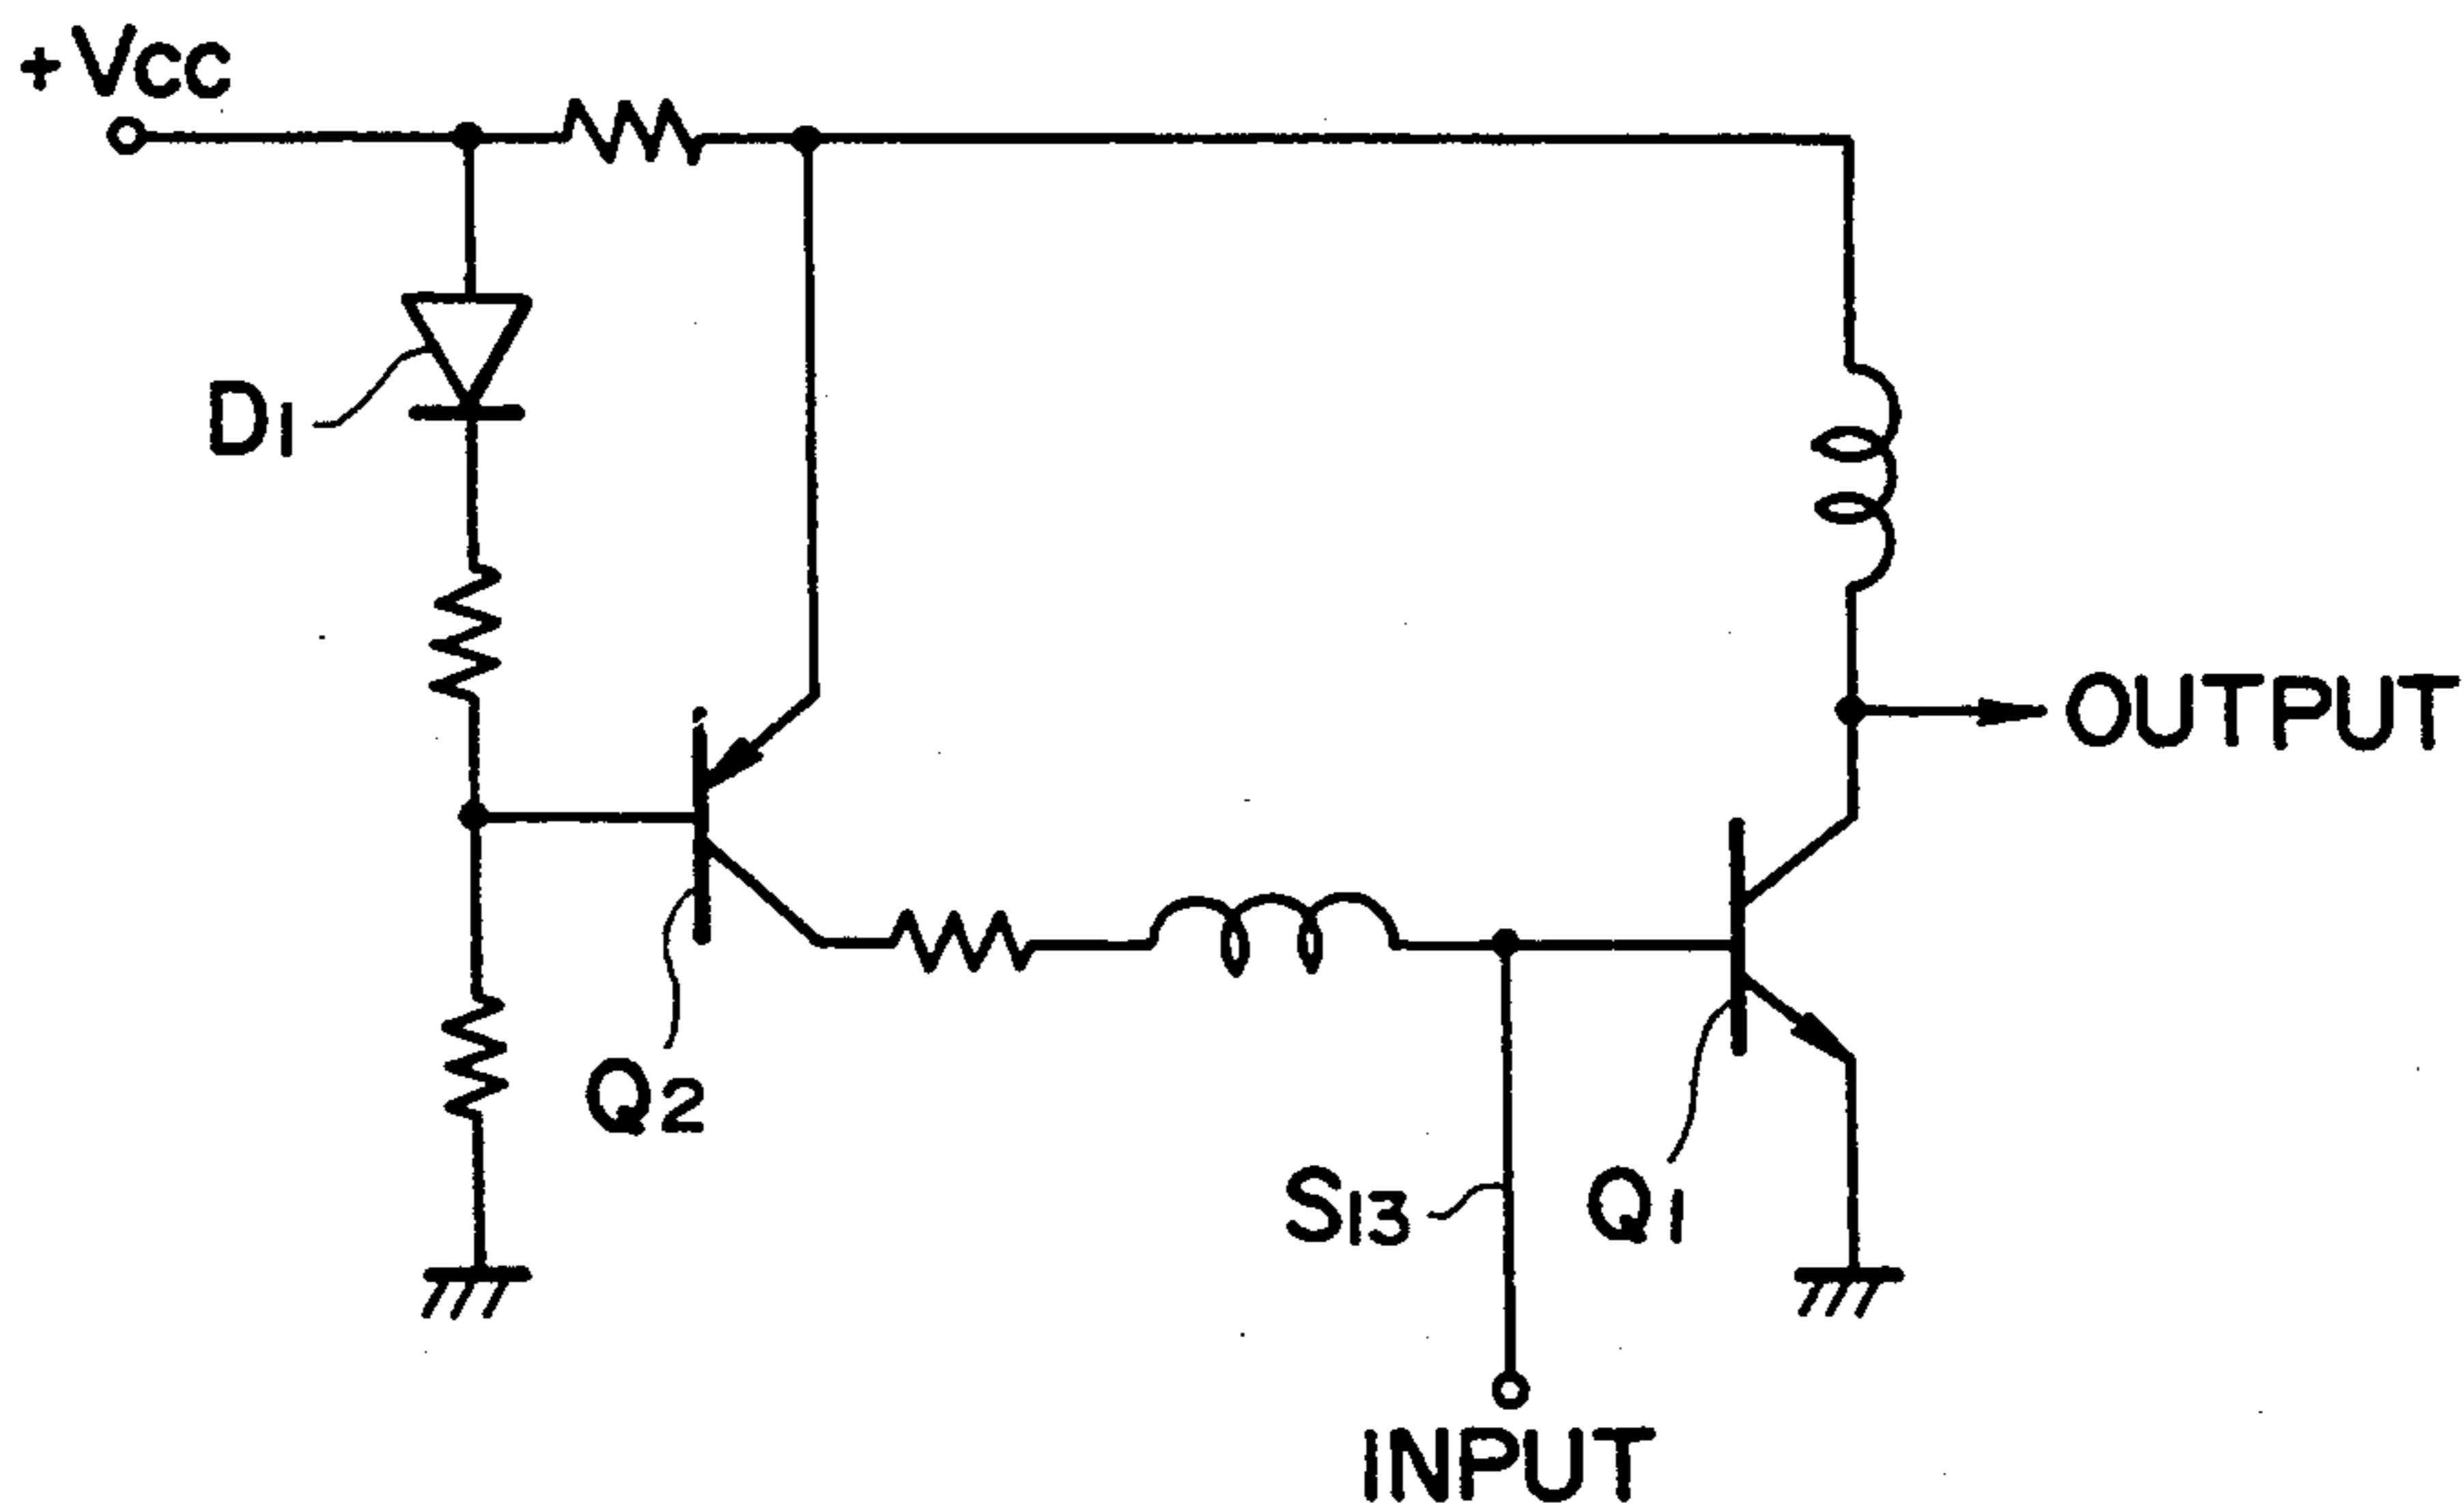 +Vcc
D1
OUTPUT
Q2
S13
Q1
INPUT